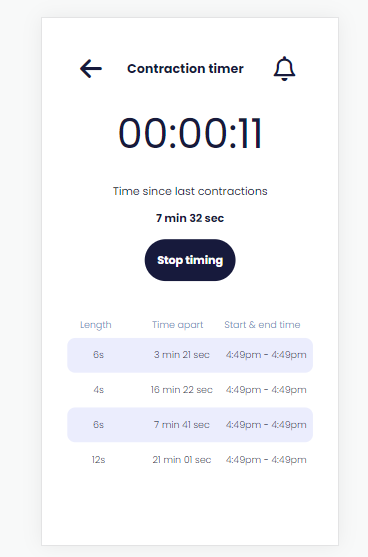 Contraction timer
00:00:11
Time since last contractions
7 min 32 sec
Stop timing
Length Time apart Start & end time
6s 3 min 21 sec 4:49pm - 4:49pm
4s 16 min 22 sec 4:49pm - 4:49pm
6s 7 min 41 sec 4:49pm - 4:49pm
12s 21 min 01 sec 4:49pm - 4:49pm